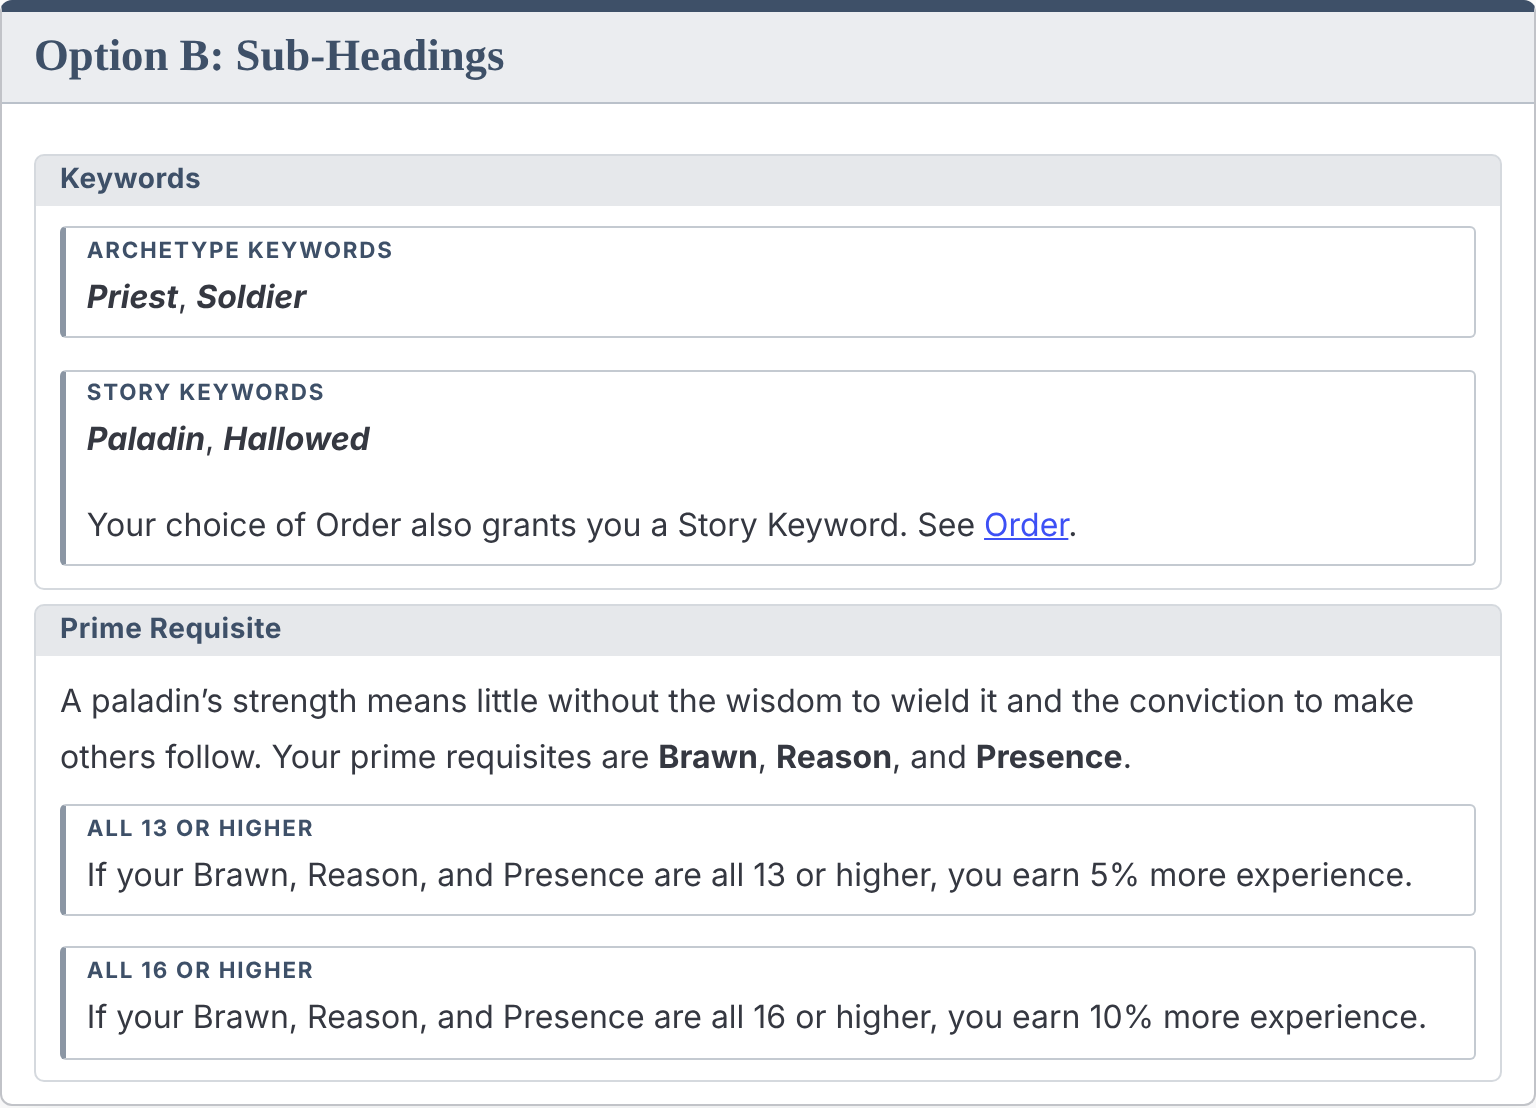 Option B: Sub-Headings
Keywords
ARCHETYPE KEYWORDS
Priest, Soldier
STORY KEYWORDS
Paladin, Hallowed
Your choice of Order also grants you a Story Keyword. See Order.
Prime Requisite
A paladin’s strength means little without the wisdom to wield it and the conviction to make
others follow. Your prime requisites are Brawn, Reason, and Presence.
ALL 13 OR HIGHER
If your Brawn, Reason, and Presence are all 13 or higher, you earn 5% more experience.
ALL 16 OR HIGHER
If your Brawn, Reason, and Presence are all 16 or higher, you earn 10% more experience.